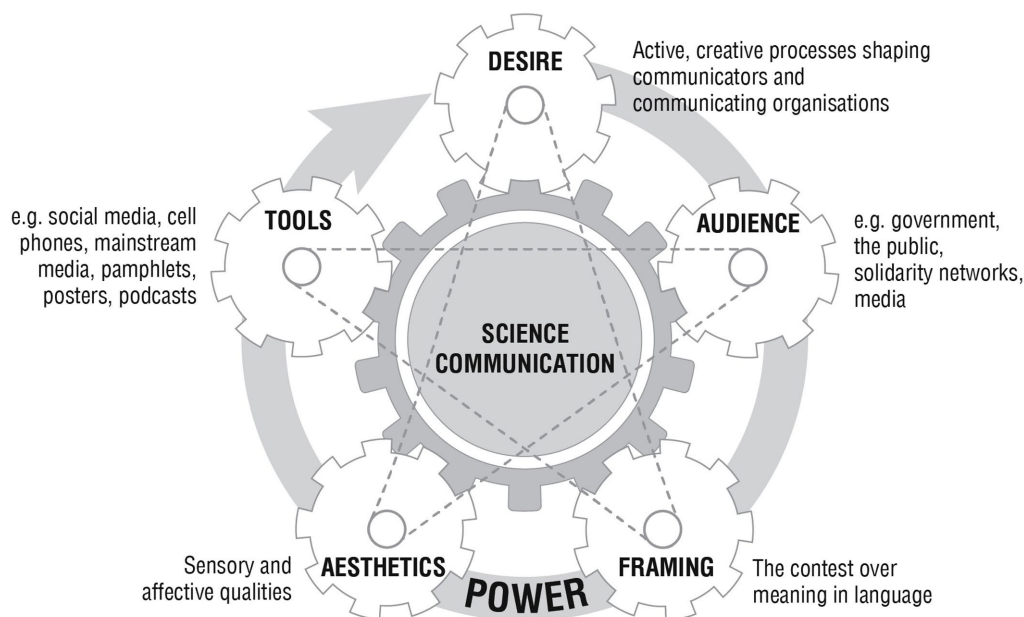 DESIRE
Active, creative processes shaping
communicators and
communicating organisations
TOOLS
e.g. social media, cell
phones, mainstream
media, pamphlets,
posters, podcasts
AUDIENCE
e.g. government,
the public,
solidarity networks,
media
SCIENCE
COMMUNICATION
AESTHETICS
Sensory and
affective qualities
POWER
FRAMING
The contest over
meaning in language